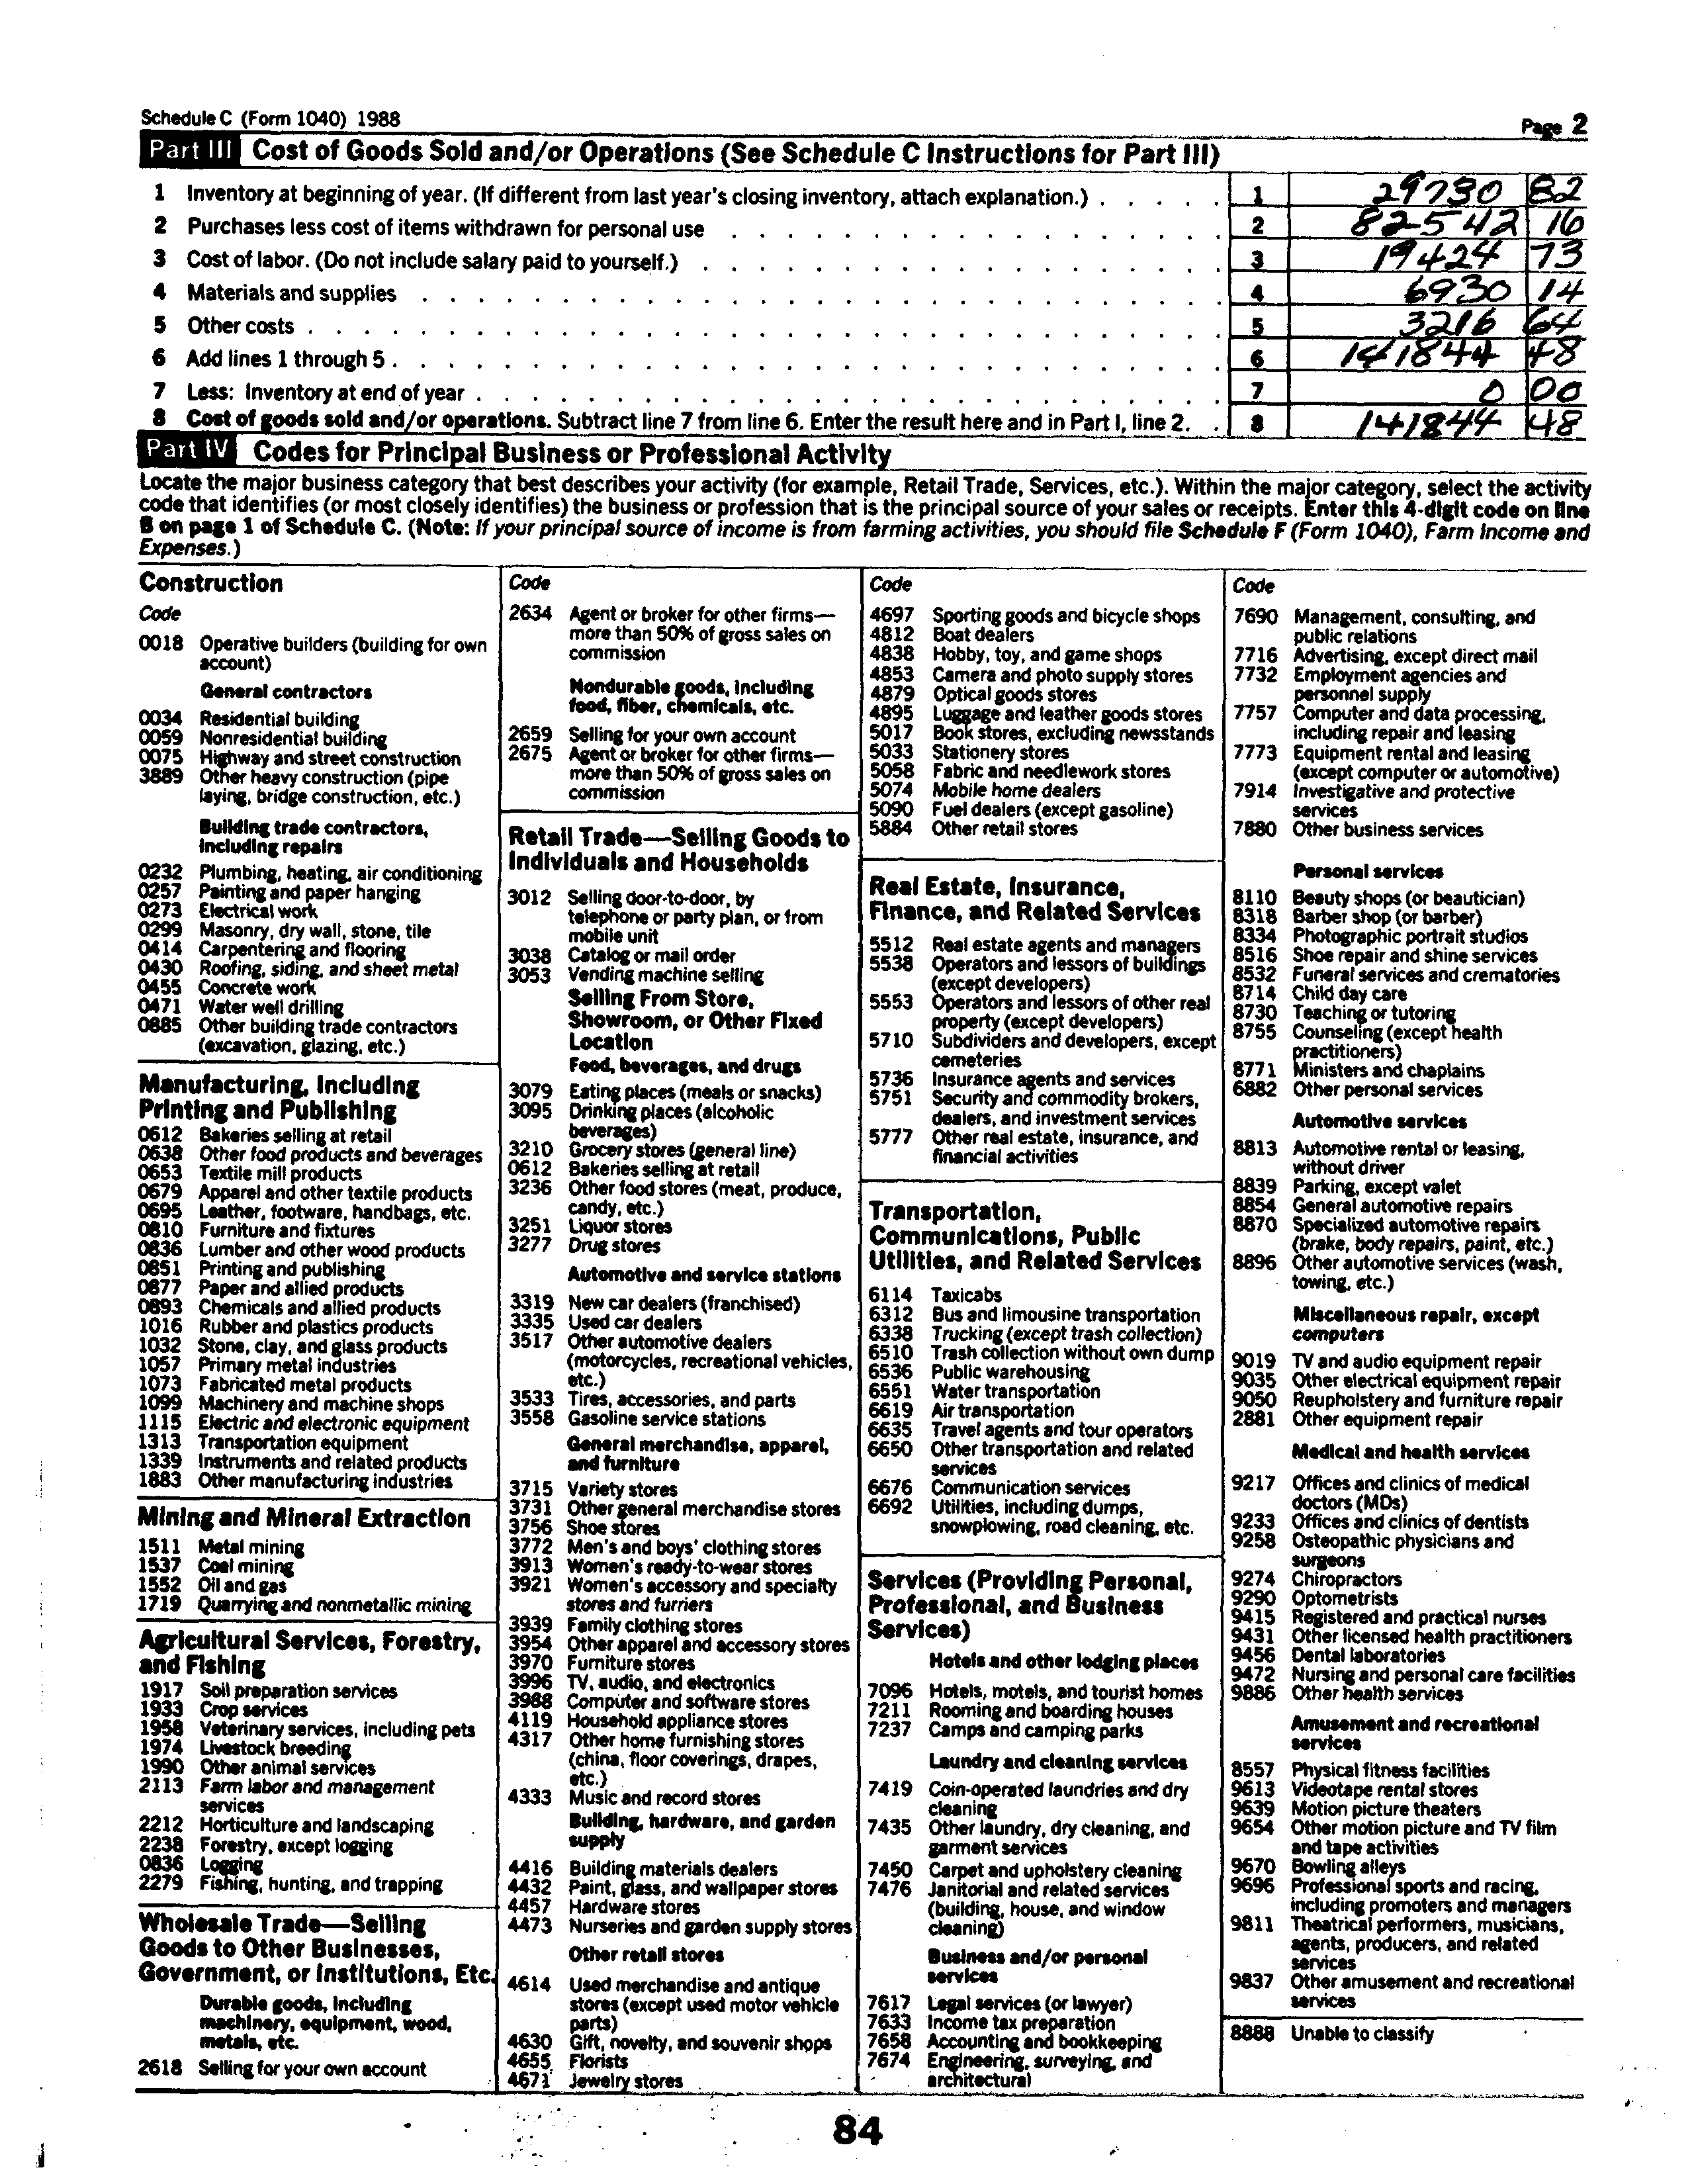 Schedule C (Form 1040) 1988
Page 2
Part III Cost of Goods Sold and/or Operations (See Schedule C Instructions for Part III)
1 Inventory at beginning of year. (If different from last year's closing inventory, attach explanation.) . . . . . 1 29730 82
2 Purchases less cost of items withdrawn for personal use . . . . . . . . . . . . . . . . . . 2 82542 16
3 Cost of labor. (Do not include salary paid to yourself.) . . . . . . . . . . . . . . . . . . . 3 19424 73
4 Materials and supplies . . . . . . . . . . . . . . . . . . . . . . . . . . . . . 4 6930 14
5 Other costs . . . . . . . . . . . . . . . . . . . . . . . . . . . . . . . . . 5 3216 64
6 Add lines 1 through 5 . . . . . . . . . . . . . . . . . . . . . . . . . . . . . . 6 141844 48
7 Less: Inventory at end of year . . . . . . . . . . . . . . . . . . . . . . . . . . . 7 0 00
8 Cost of goods sold and/or operations. Subtract line 7 from line 6. Enter the result here and in Part I, line 2. . 8 141844 48
Part IV Codes for Principal Business or Professional Activity
Locate the major business category that best describes your activity (for example, Retail Trade, Services, etc.). Within the major category, select the activity
code that identifies (or most closely identifies) the business or profession that is the principal source of your sales or receipts. Enter this 4-digit code on line
B on page 1 of Schedule C. (Note: If your principal source of income is from farming activities, you should file Schedule F (Form 1040), Farm Income and
Expenses.)
Construction
Code
0018 Operative builders (building for own
account)
General contractors
0034 Residential building
0059 Nonresidential building
0075 Highway and street construction
3889 Other heavy construction (pipe
laying, bridge construction, etc.)
Building trade contractors,
including repairs
0232 Plumbing, heating, air conditioning
0257 Painting and paper hanging
0273 Electrical work
0299 Masonry, dry wall, stone, tile
0414 Carpentering and flooring
0430 Roofing, siding, and sheet metal
0455 Concrete work
0471 Water well drilling
0885 Other building trade contractors
(excavation, glazing, etc.)
Manufacturing, Including
Printing and Publishing
0612 Bakeries selling at retail
0638 Other food products and beverages
0653 Textile mill products
0679 Apparel and other textile products
0695 Leather, footware, handbags, etc.
0810 Furniture and fixtures
0836 Lumber and other wood products
0851 Printing and publishing
0877 Paper and allied products
0893 Chemicals and allied products
1016 Rubber and plastics products
1032 Stone, clay, and glass products
1057 Primary metal industries
1073 Fabricated metal products
1099 Machinery and machine shops
1115 Electric and electronic equipment
1313 Transportation equipment
1339 Instruments and related products
1883 Other manufacturing industries
Mining and Mineral Extraction
1511 Metal mining
1537 Coal mining
1552 Oil and gas
1719 Quarrying and nonmetallic mining
Agricultural Services, Forestry,
and Fishing
1917 Soil preparation services
1933 Crop services
1958 Veterinary services, including pets
1974 Livestock breeding
1990 Other animal services
2113 Farm labor and management
services
2212 Horticulture and landscaping
2238 Forestry, except logging
0836 Logging
2279 Fishing, hunting, and trapping
Wholesale Trade—Selling
Goods to Other Businesses,
Government, or Institutions, Etc.
Durable goods, including
machinery, equipment, wood,
metals, etc.
2618 Selling for your own account
Code
2634 Agent or broker for other firms—
more than 50% of gross sales on
commission
Nondurable goods, including
food, fiber, chemicals, etc.
2659 Selling for your own account
2675 Agent or broker for other firms—
more than 50% of gross sales on
commission
Retail Trade—Selling Goods to
Individuals and Households
3012 Selling door-to-door, by
telephone or party plan, or from
mobile unit
3038 Catalog or mail order
3053 Vending machine selling
Selling From Store,
Showroom, or Other Fixed
Location
Food, beverages, and drugs
3079 Eating places (meals or snacks)
3095 Drinking places (alcoholic
beverages)
3210 Grocery stores (general line)
0612 Bakeries selling at retail
3236 Other food stores (meat, produce,
candy, etc.)
3251 Liquor stores
3277 Drug stores
Automotive and service stations
3319 New car dealers (franchised)
3335 Used car dealers
3517 Other automotive dealers
(motorcycles, recreational vehicles,
etc.)
3533 Tires, accessories, and parts
3558 Gasoline service stations
General merchandise, apparel,
and furniture
3715 Variety stores
3731 Other general merchandise stores
3756 Shoe stores
3772 Men's and boys' clothing stores
3913 Women's ready-to-wear stores
3921 Women's accessory and specialty
stores and furriers
3939 Family clothing stores
3954 Other apparel and accessory stores
3970 Furniture stores
3996 TV, audio, and electronics
3988 Computer and software stores
4119 Household appliance stores
4317 Other home furnishing stores
(china, floor coverings, drapes,
etc.)
4333 Music and record stores
Building, hardware, and garden
supply
4416 Building materials dealers
4432 Paint, glass, and wallpaper stores
4457 Hardware stores
4473 Nurseries and garden supply stores
Other retail stores
4614 Used merchandise and antique
stores (except used motor vehicle
parts)
4630 Gift, novelty, and souvenir shops
4655 Florists
4671 Jewelry stores
Code
4697 Sporting goods and bicycle shops
4812 Boat dealers
4838 Hobby, toy, and game shops
4853 Camera and photo supply stores
4879 Optical goods stores
4895 Luggage and leather goods stores
5017 Book stores, excluding newsstands
5033 Stationery stores
5058 Fabric and needlework stores
5074 Mobile home dealers
5090 Fuel dealers (except gasoline)
5884 Other retail stores
Real Estate, Insurance,
Finance, and Related Services
5512 Real estate agents and managers
5538 Operators and lessors of buildings
(except developers)
5553 Operators and lessors of other real
property (except developers)
5710 Subdividers and developers, except
cemeteries
5736 Insurance agents and services
5751 Security and commodity brokers,
dealers, and investment services
5777 Other real estate, insurance, and
financial activities
Transportation,
Communications, Public
Utilities, and Related Services
6114 Taxicabs
6312 Bus and limousine transportation
6338 Trucking (except trash collection)
6510 Trash collection without own dump
6536 Public warehousing
6551 Water transportation
6619 Air transportation
6635 Travel agents and tour operators
6650 Other transportation and related
services
6676 Communication services
6692 Utilities, including dumps,
snowplowing, road cleaning, etc.
Services (Providing Personal,
Professional, and Business
Services)
Hotels and other lodging places
7096 Hotels, motels, and tourist homes
7211 Rooming and boarding houses
7237 Camps and camping parks
Laundry and cleaning services
7419 Coin-operated laundries and dry
cleaning
7435 Other laundry, dry cleaning, and
garment services
7450 Carpet and upholstery cleaning
7476 Janitorial and related services
(building, house, and window
cleaning)
Business and/or personal
services
7617 Legal services (or lawyer)
7633 Income tax preparation
7658 Accounting and bookkeeping
7674 Engineering, surveying, and
architectural
Code
7690 Management, consulting, and
public relations
7716 Advertising, except direct mail
7732 Employment agencies and
personnel supply
7757 Computer and data processing,
including repair and leasing
7773 Equipment rental and leasing
(except computer or automotive)
7914 Investigative and protective
services
7880 Other business services
Personal services
8110 Beauty shops (or beautician)
8318 Barber shop (or barber)
8334 Photographic portrait studios
8516 Shoe repair and shine services
8532 Funeral services and crematories
8714 Child day care
8730 Teaching or tutoring
8755 Counseling (except health
practitioners)
8771 Ministers and chaplains
6882 Other personal services
Automotive services
8813 Automotive rental or leasing,
without driver
8839 Parking, except valet
8854 General automotive repairs
8870 Specialized automotive repairs
(brake, body repairs, paint, etc.)
8896 Other automotive services (wash,
towing, etc.)
Miscellaneous repair, except
computers
9019 TV and audio equipment repair
9035 Other electrical equipment repair
9050 Reupholstery and furniture repair
2881 Other equipment repair
Medical and health services
9217 Offices and clinics of medical
doctors (MDs)
9233 Offices and clinics of dentists
9258 Osteopathic physicians and
surgeons
9274 Chiropractors
9290 Optometrists
9415 Registered and practical nurses
9431 Other licensed health practitioners
9456 Dental laboratories
9472 Nursing and personal care facilities
9886 Other health services
Amusement and recreational
services
8557 Physical fitness facilities
9613 Videotape rental stores
9639 Motion picture theaters
9654 Other motion picture and TV film
and tape activities
9670 Bowling alleys
9696 Professional sports and racing,
including promoters and managers
9811 Theatrical performers, musicians,
agents, producers, and related
services
9837 Other amusement and recreational
services
8888 Unable to classify
84